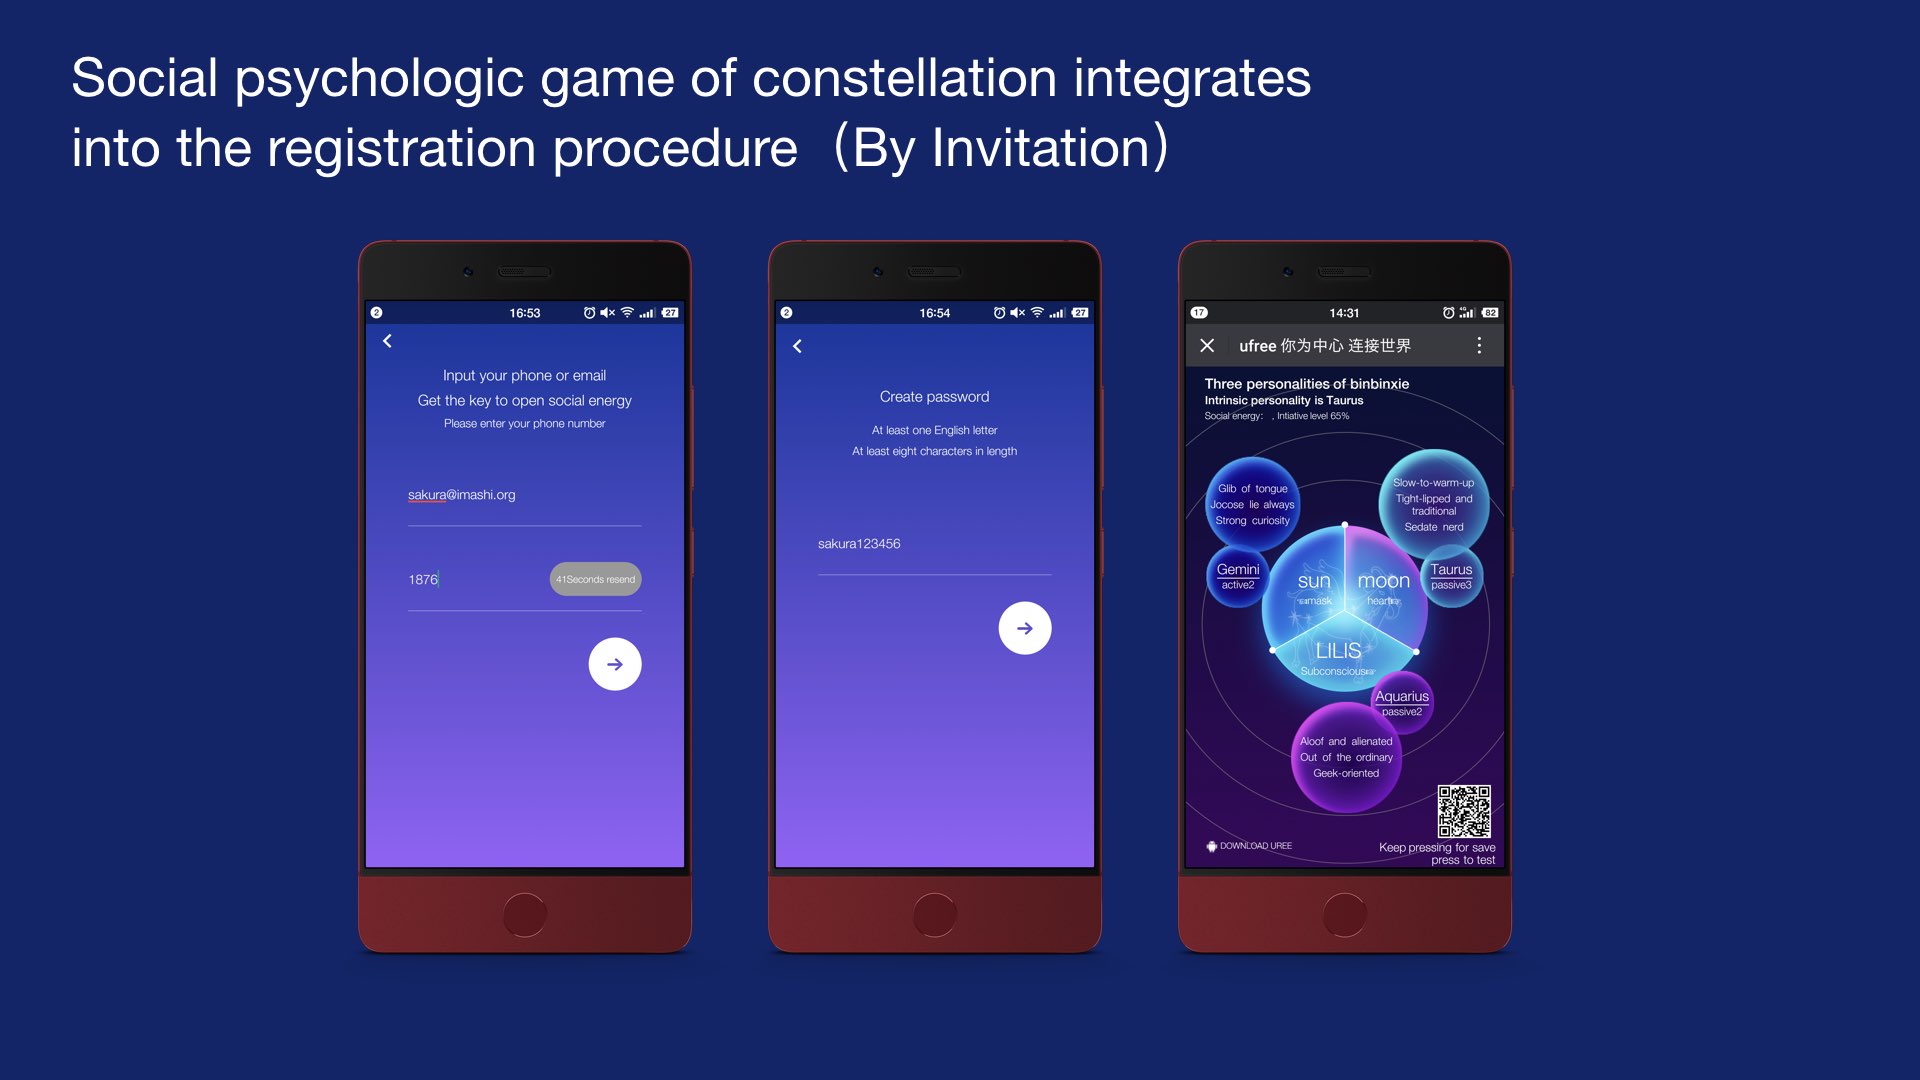 Social psychologic game of constellation integrates
into the registration procedure（By Invitation）
2
16:53
27
Input your phone or email
Get the key to open social energy
Please enter your phone number
sakura@imashi.org
1876
41Seconds resend
2
16:54
27
Create password
At least one English letter
At least eight characters in length
sakura123456
17
14:31
82
ufree 你为中心 连接世界
Three personalities of binbinxie
Intrinsic personality is Taurus
Social energy: , Intiative level 65%
Glib of tongue
Jocose lie always
Strong curiosity
Gemini
active2
Slow-to-warm-up
Tight-lipped and
traditional
Sedate nerd
Taurus
passive3
sun
mask
moon
heart
LILIS
Subconscious
Aquarius
passive2
Aloof and alienated
Out of the ordinary
Geek-oriented
DOWNLOAD UREE
Keep pressing for save
press to test